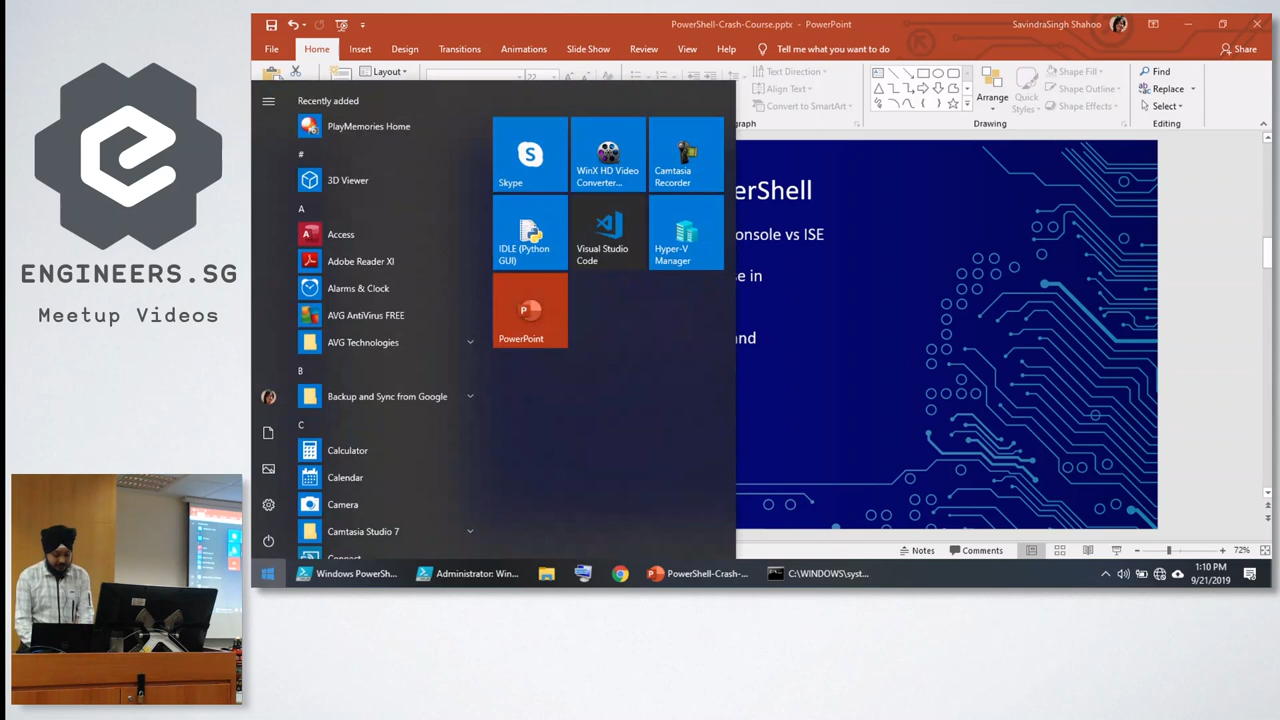 ENGINEERS.SG
Meetup Videos
PowerShell-Crash-Course.pptx - PowerPoint
SavindraSingh Shahoo
File Home Insert Design Transitions Animations Slide Show Review View Help Tell me what you want to do Share
Layout
22
Text Direction
Align Text
Convert to SmartArt
Arrange
Shape Fill
Shape Outline
Shape Effects
Find
Replace
Select
Drawing
Editing
Recently added
PlayMemories Home
#
3D Viewer
A
Access
Adobe Reader XI
Alarms & Clock
AVG AntiVirus FREE
AVG Technologies
B
Backup and Sync from Google
C
Calculator
Calendar
Camera
Camtasia Studio 7
Connect
Skype
WinX HD Video
Converter...
Camtasia
Recorder
IDLE (Python
GUI)
Visual Studio
Code
Hyper-V
Manager
PowerPoint
erShell
onsole vs ISE
se in
and
Notes Comments 72%
Windows PowerSh... Administror: Win... PowerShell-Crash-... C:\WINDOWS\syst...
1:10 PM
9/21/2019